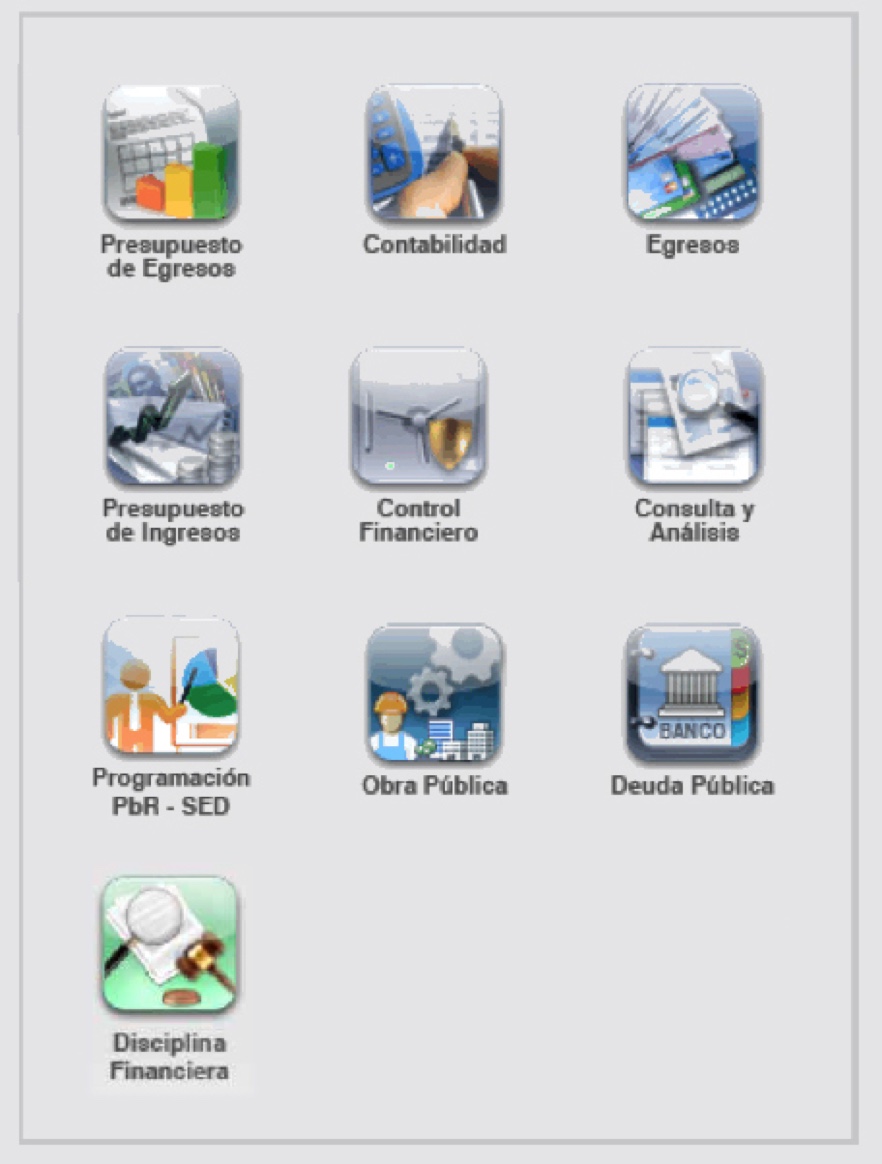 Presupuesto
de Egresos
Contabilidad
Egresos
Presupuesto
de Ingresos
Control
Financiero
Consulta y
Análisis
Programación
PbR - SED
Obra Pública
$
BANCO
Deuda Pública
Disciplina
Financiera